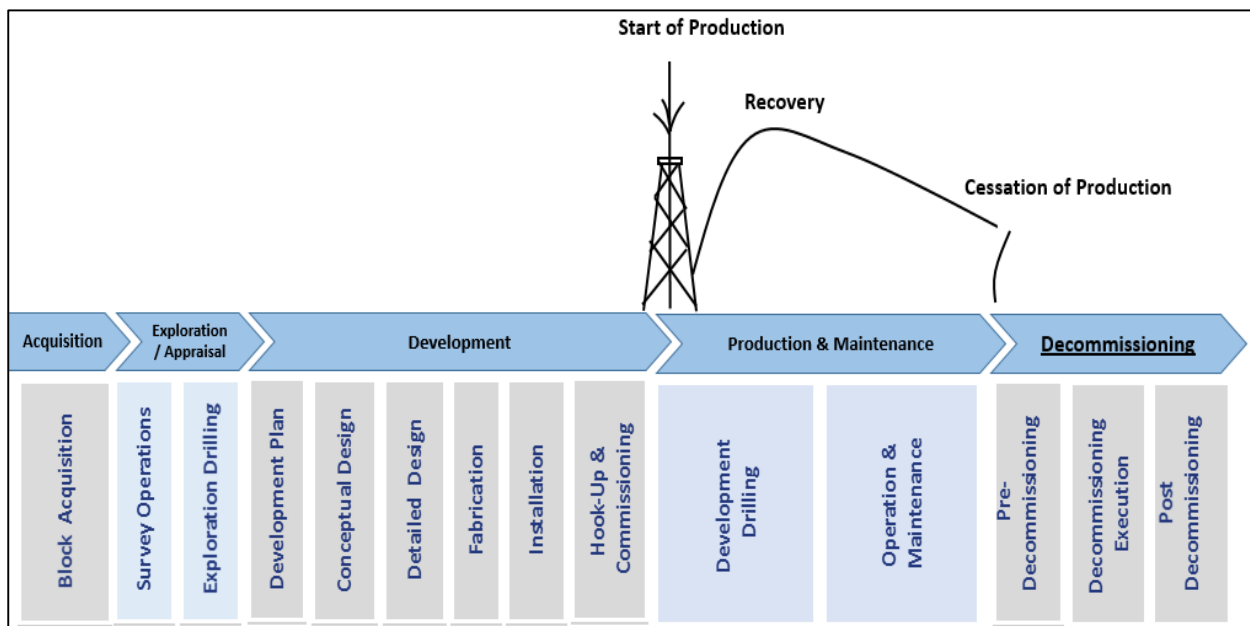 Start of Production
Recovery
Cessation of Production
Acquisition
Exploration
/ Appraisal
Development
Production & Maintenance
Decommissioning
Block Acquisition
Survey Operations
Exploration Drilling
Development Plan
Conceptual Design
Detailed Design
Fabrication
Installation
Hook-Up &
Commissioning
Development
Drilling
Operation &
Maintenance
Pre-
Decommissioning
Decommissioning
Execution
Post
Decommissioning